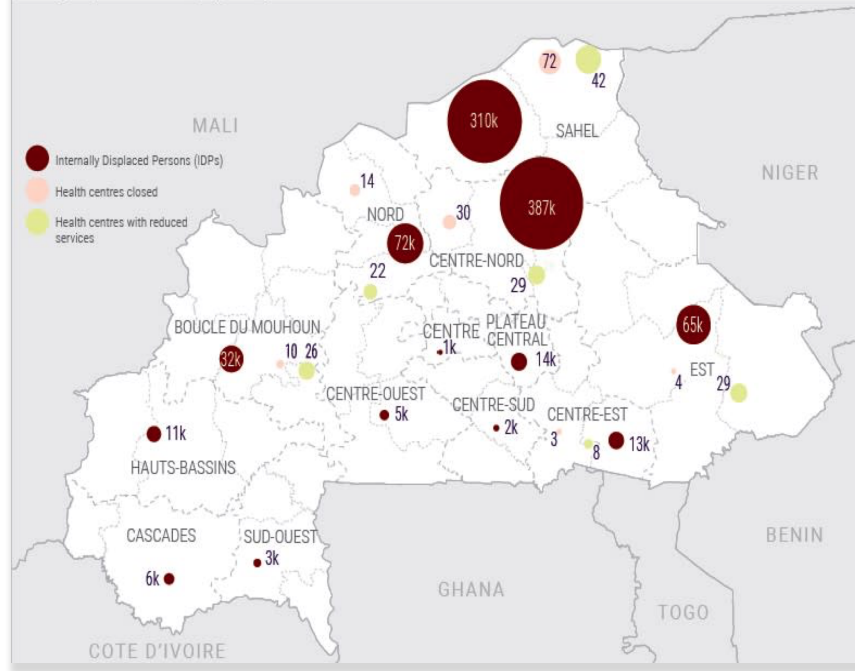 72
42
310k
SAHEL
MALI
Internally Displaced Persons (IDPs)
Health centres closed
Health centres with reduced
services
NIGER
14
387k
30
NORD
72k
CENTRE-NORD
22
29
BOUCLE DU MOUHOUN
10 26
32k
CENTRE
1k
PLATEAU
CENTRAL
14k
65k
EST
4
29
CENTRE-OUEST
5k
CENTRE-SUD
2k
CENTRE-EST
3
8
13k
11k
HAUTS-BASSINS
CASCADES
6k
SUD-OUEST
3k
BENIN
GHANA
TOGO
COTE D'IVOIRE